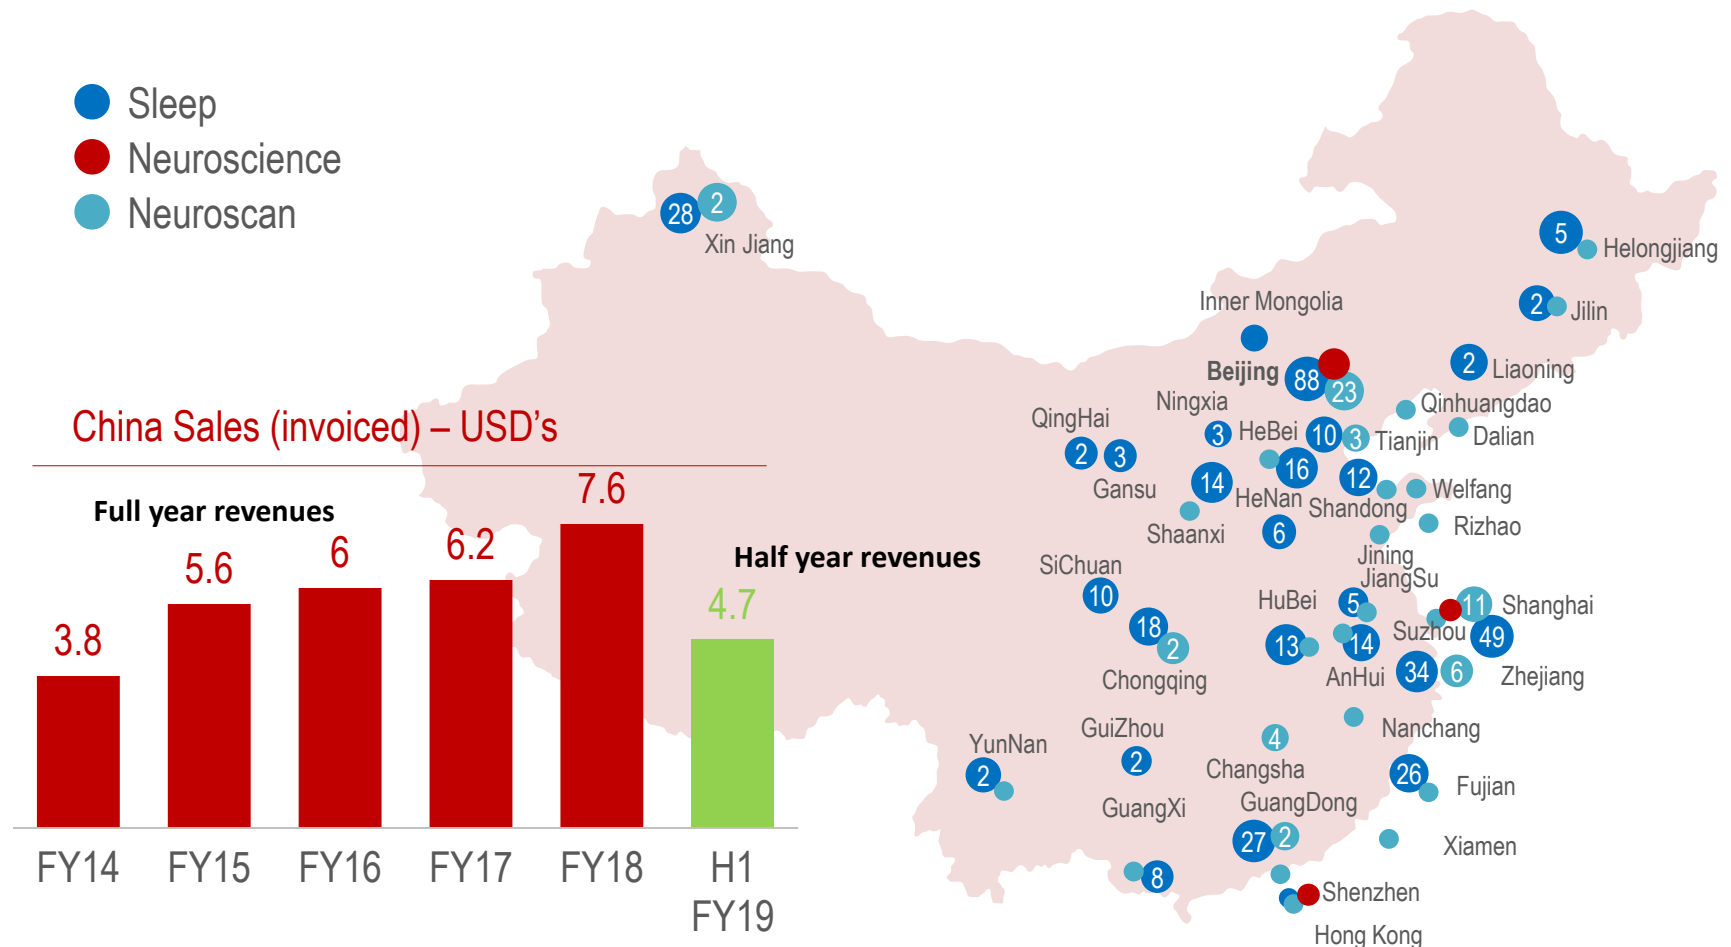 Sleep
Neuroscience
Neuroscan
28
2
Xin Jiang
5
Helongjiang
2
Jilin
Inner Mongolia
2
Liaoning
Beijing
88
23
Qinhuangdao
Dalian
Ningxia
3
HeBei
10
3
Tianjin
QingHai
2
3
Gansu
14
16
12
Welfang
HeNan
Shandong
Shaanxi
6
Rizhao
Jining
JiangSu
SiChuan
10
HuBei
5
11
Shanghai
18
2
Chongqing
13
14
Suzhou
49
AnHui
34
6
Zhejiang
Nanchang
YunNan
2
GuiZhou
2
4
Changsha
26
Fujian
GuangXi
GuangDong
27
2
Xiamen
8
Shenzhen
Hong Kong
China Sales (invoiced) – USD's
Full year revenues
Half year revenues
3.8
5.6
6
6.2
7.6
4.7
FY14
FY15
FY16
FY17
FY18
H1
FY19